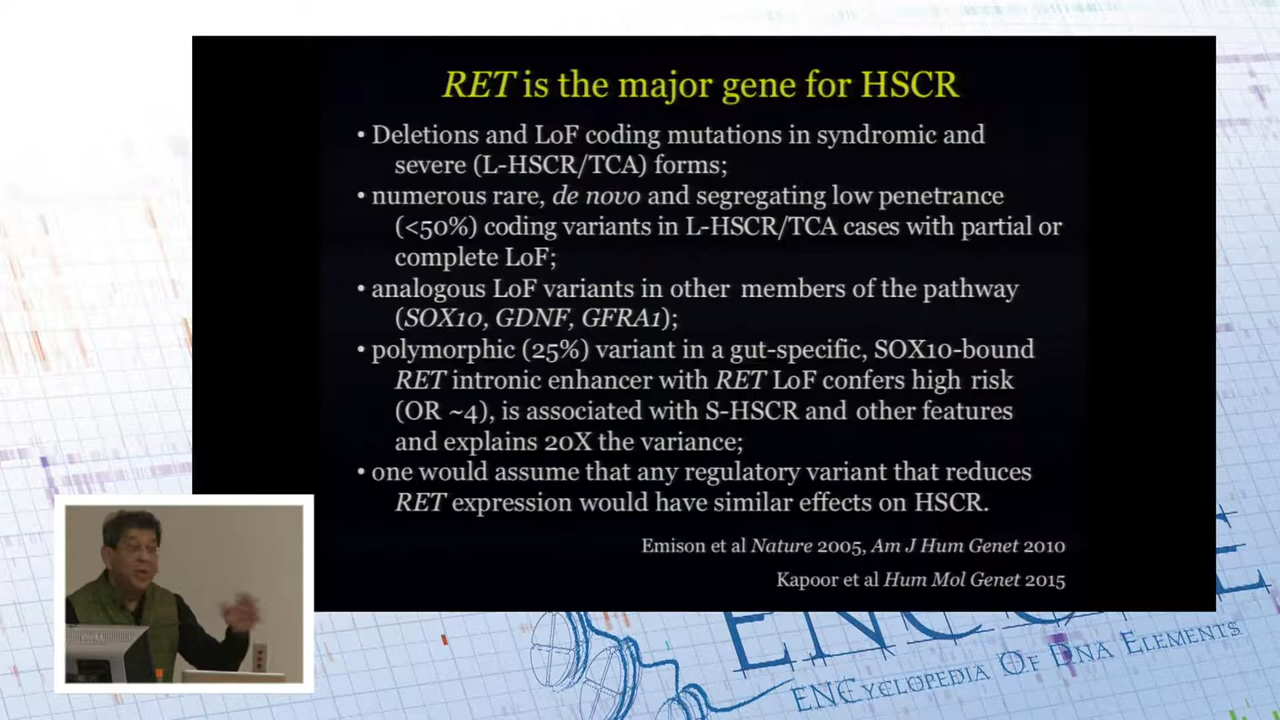 RET is the major gene for HSCR
• Deletions and LoF coding mutations in syndromic and
severe (L-HSCR/TCA) forms;
• numerous rare, de novo and segregating low penetrance
(<50%) coding variants in L-HSCR/TCA cases with partial or
complete LoF;
• analogous LoF variants in other members of the pathway
(SOX10, GDNF, GFRA1);
• polymorphic (25%) variant in a gut-specific, SOX10-bound
RET intronic enhancer with RET LoF confers high risk
(OR ~4), is associated with S-HSCR and other features
and explains 20X the variance;
• one would assume that any regulatory variant that reduces
RET expression would have similar effects on HSCR.
Emison et al Nature 2005, Am J Hum Genet 2010
Kapoor et al Hum Mol Genet 2015
ENCODE
ENCYCLOPEDIA OF DNA ELEMENTS